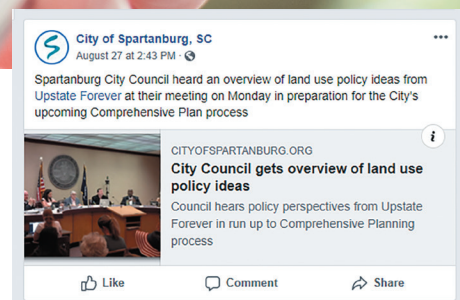 City of Spartanburg, SC
August 27 at 2:43 PM ·
Spartanburg City Council heard an overview of land use policy ideas from
Upstate Forever at their meeting on Monday in preparation for the City's
upcoming Comprehensive Plan process
CITYOFSPARTANBURG.ORG
City Council gets overview of land use
policy ideas
Council hears policy perspectives from Upstate
Forever in run up to Comprehensive Planning
process
Like
Comment
Share